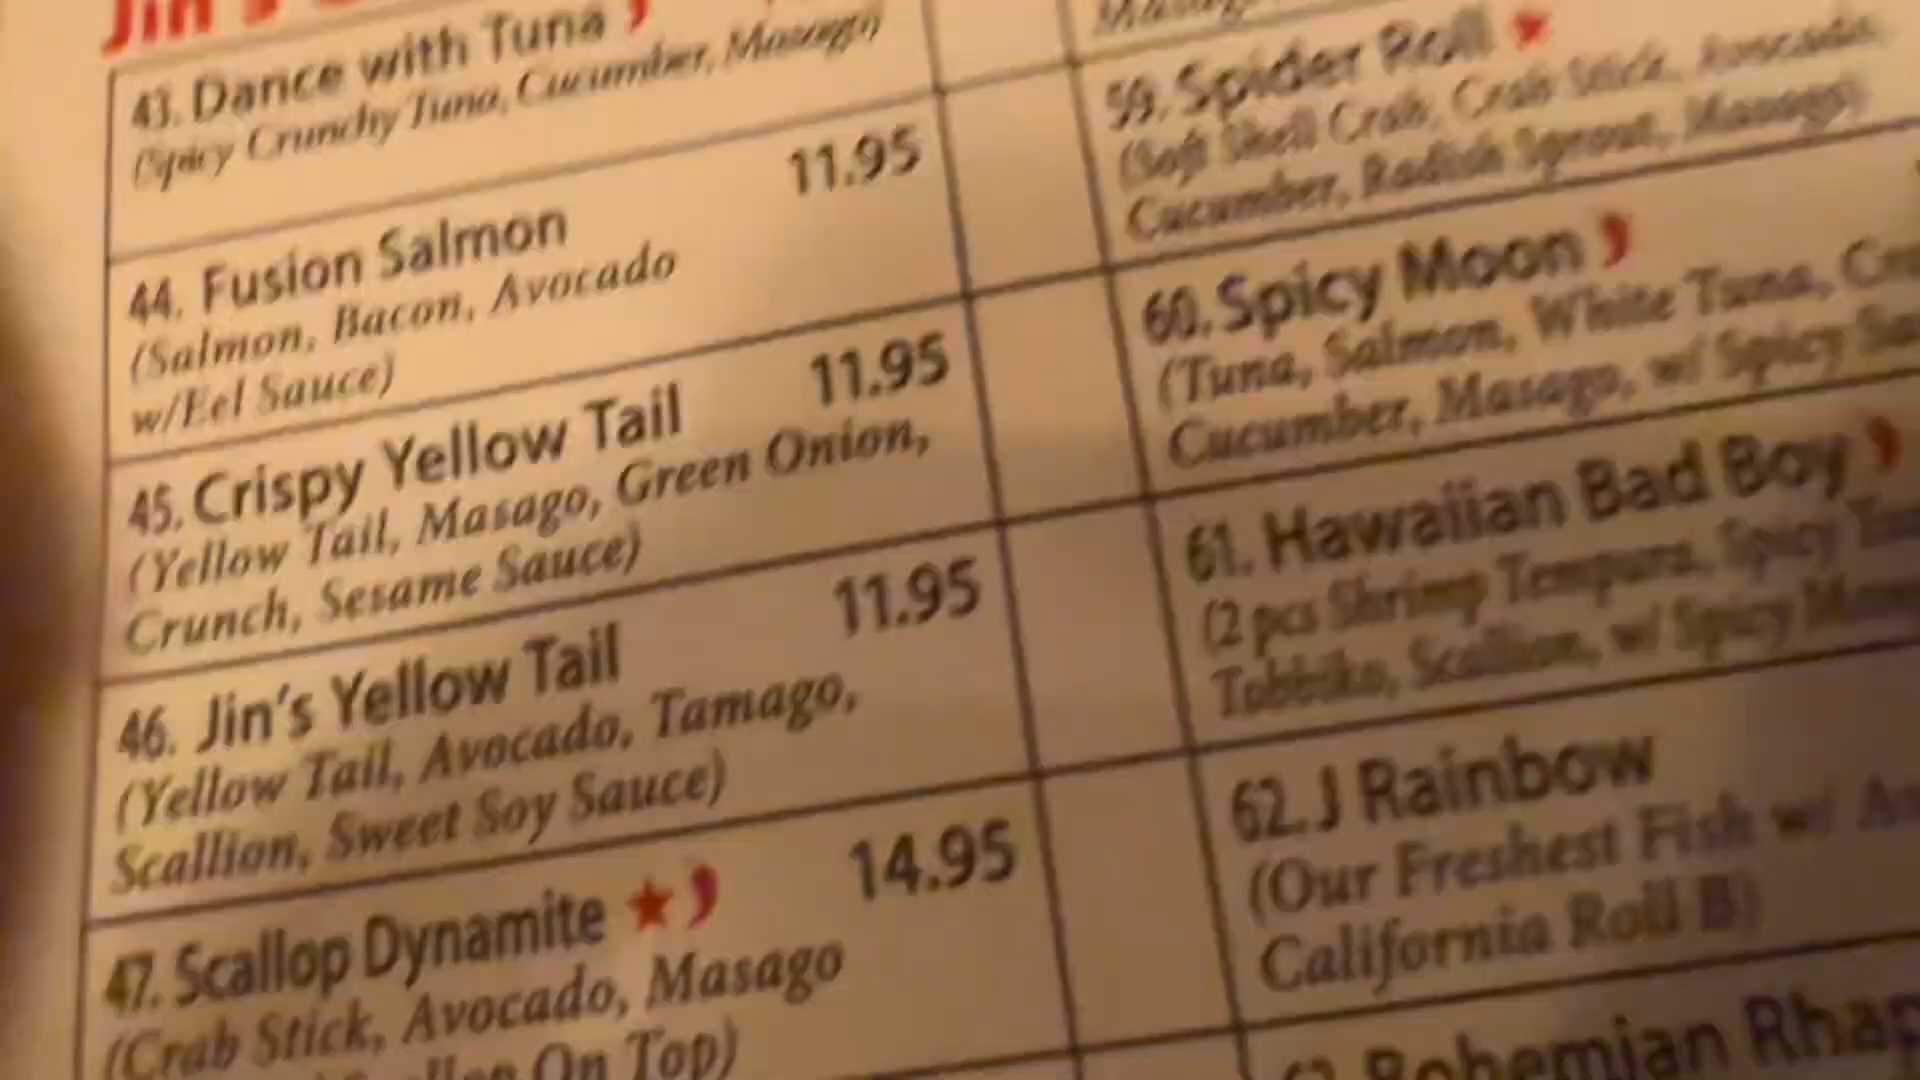 Jin's
43. Dance with Tuna
(Spicy Crunchy Tuna, Cucumber, Masago)
44. Fusion Salmon 11.95
(Salmon, Bacon, Avocado
w/Eel Sauce)
45. Crispy Yellow Tail 11.95
(Yellow Tail, Masago, Green Onion,
Crunch, Sesame Sauce)
46. Jin's Yellow Tail 11.95
(Yellow Tail, Avocado, Tamago,
Scallion, Sweet Soy Sauce)
47. Scallop Dynamite 14.95
(Crab Stick, Avocado, Masago
On Top)
59. Spider Roll
(Soft Shell Crab, Crab Stick, Avocado,
Cucumber, Radish Sprout, Masago)
60. Spicy Moon
(Tuna, Salmon, White Tuna,
Cucumber, Masago, w/ Spicy
61. Hawaiian Bad Boy
(2 pcs Shrimp Tempura, Spicy
Tobbiko, Scallion, w/ Spicy
62. J Rainbow
(Our Freshest Fish w/
California Roll B)
Bohemian